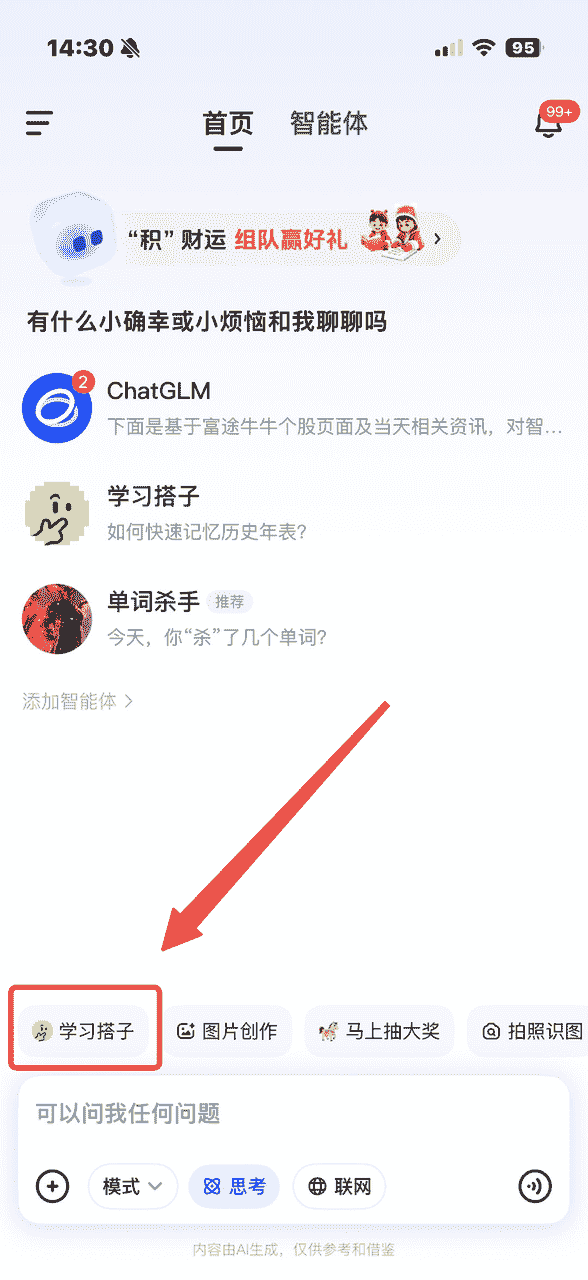 14:30
95
首页 智能体
99+
“积” 财运 组队赢好礼
有什么小确幸或小烦恼和我聊聊吗
2
ChatGLM
下面是基于富途牛牛个股页面及当天相关资讯，对智...
学习搭子
如何快速记忆历史年表？
单词杀手 推荐
今天，你“杀”了几个单词？
添加智能体
学习搭子 图片创作 马上抽大奖 拍照识图
可以问我任何问题
模式 思考 联网
内容由AI生成，仅供参考和借鉴